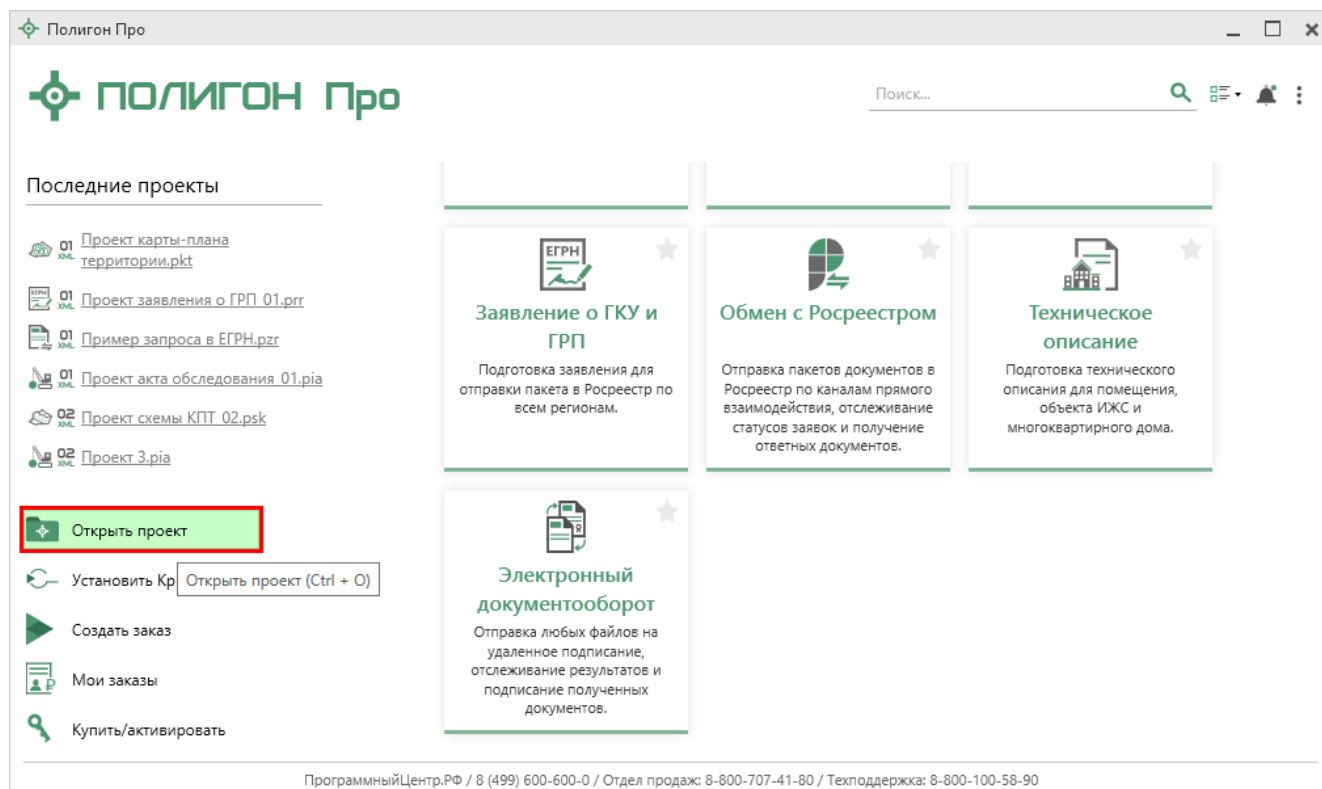 Полигон Про
ПОЛИГОН Про
Поиск...
Последние проекты
01 XML Проект карты-плана
территории.pkt
01 XML Проект заявления о ГРП 01.prr
01 XML Пример запроса в ЕГРН.pzr
01 XML Проект акта обследования 01.pia
02 XML Проект схемы КПТ 02.psk
02 XML Проект 3.pia
Открыть проект
Установить Кр
Открыть проект (Ctrl + O)
Создать заказ
Мои заказы
Купить/активировать
ЕГРН
Заявление о ГКУ и
ГРП
Подготовка заявления для
отправки пакета в Росреестр по
всем регионам.
Обмен с Росреестром
Отправка пакетов документов в
Росреестр по каналам прямого
взаимодействия, отслеживание
статусов заявок и получение
ответных документов.
Техническое
описание
Подготовка технического
описания для помещения,
объекта ИЖС и
многоквартирного дома.
Электронный
документооборот
Отправка любых файлов на
удаленное подписание,
отслеживание результатов и
подписание полученных
документов.
ПрограммныйЦентр.РФ / 8 (499) 600-600-0 / Отдел продаж: 8-800-707-41-80 / Техподдержка: 8-800-100-58-90